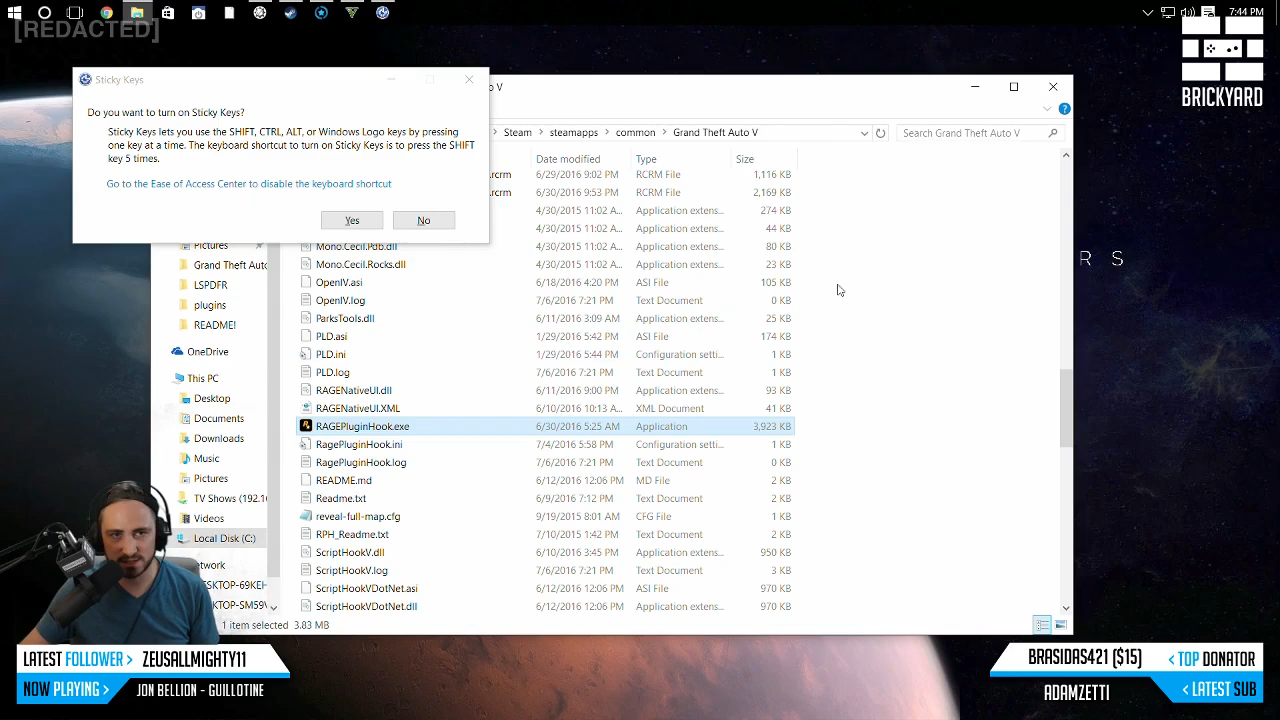 7:44 PM
[REDACTED]
BRICKYARD
Sticky Keys
Do you want to turn on Sticky Keys?
Sticky Keys lets you use the SHIFT, CTRL, ALT, or Windows Logo keys by pressing
one key at a time. The keyboard shortcut to turn on Sticky Keys is to press the SHIFT
key 5 times.
Go to the Ease of Access Center to disable the keyboard shortcut
Yes No
V
Steam > steamapps > common > Grand Theft Auto V
Search Grand Theft Auto V
Date modified Type Size
.rcrm 6/29/2016 9:02 PM RCRM File 1,116 KB
.rcrm 6/30/2016 9:53 PM RCRM File 2,169 KB
4/30/2015 11:02 A... Application extens... 274 KB
4/30/2015 11:02 A... Application extens... 44 KB
Mono.Cecil.Pdb.dll 4/30/2015 11:02 A... Application extens... 80 KB
Mono.Cecil.Rocks.dll 4/30/2015 11:02 A... Application extens... 23 KB
OpenIV.asi 6/18/2016 4:20 PM ASI File 105 KB
OpenIV.log 7/6/2016 7:21 PM Text Document 0 KB
ParksTools.dll 6/11/2016 3:09 AM Application extens... 25 KB
PLD.asi 1/29/2016 5:42 PM ASI File 174 KB
PLD.ini 1/29/2016 5:44 PM Configuration setti... 1 KB
PLD.log 7/6/2016 7:21 PM Text Document 1 KB
RAGENativeUI.dll 6/11/2016 9:00 PM Application extens... 93 KB
RAGENativeUI.XML 6/10/2016 10:13 A... XML Document 41 KB
RAGEPluginHook.exe 6/30/2016 5:25 AM Application 3,923 KB
RagePluginHook.ini 7/4/2016 5:58 PM Configuration setti... 1 KB
RagePluginHook.log 7/6/2016 7:21 PM Text Document 0 KB
README.md 6/12/2016 12:06 PM MD File 2 KB
Readme.txt 6/9/2016 7:12 PM Text Document 2 KB
reveal-full-map.cfg 9/19/2015 8:01 AM CFG File 1 KB
RPH_Readme.txt 7/10/2015 1:42 PM Text Document 2 KB
ScriptHookV.dll 6/10/2016 3:45 PM Application extens... 950 KB
ScriptHookV.log 7/6/2016 7:21 PM Text Document 3 KB
ScriptHookVDotNet.asi 6/12/2016 12:06 PM ASI File 970 KB
ScriptHookVDotNet.dll 6/12/2016 12:06 PM Application extens... 970 KB
Pictures
Grand Theft Auto
LSPDFR
plugins
README!
OneDrive
This PC
Desktop
Documents
Downloads
Music
Pictures
TV Shows (192.16
Videos
Local Disk (C:)
etwork
ESKTOP-69KEH
ESKTOP-SM59V
1 item selected 3.83 MB
R S
LATEST FOLLOWER > ZEUSALLMIGHTY11
NOW PLAYING > JON BELLION - GUILLOTINE
BRASIDAS421 ($15) < TOP DONATOR
ADAMZETTI < LATEST SUB